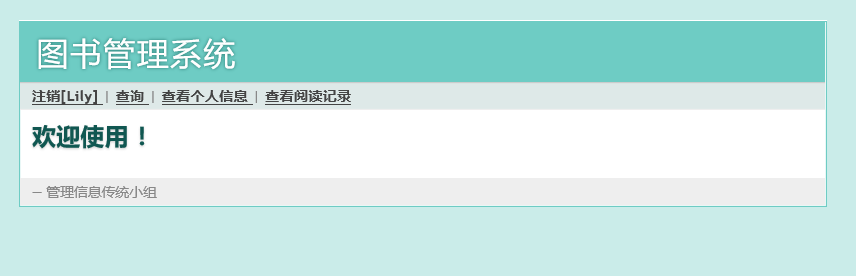 图书管理系统
注销[Lily] | 查询 | 查看个人信息 | 查看阅读记录
欢迎使用！
— 管理信息传统小组